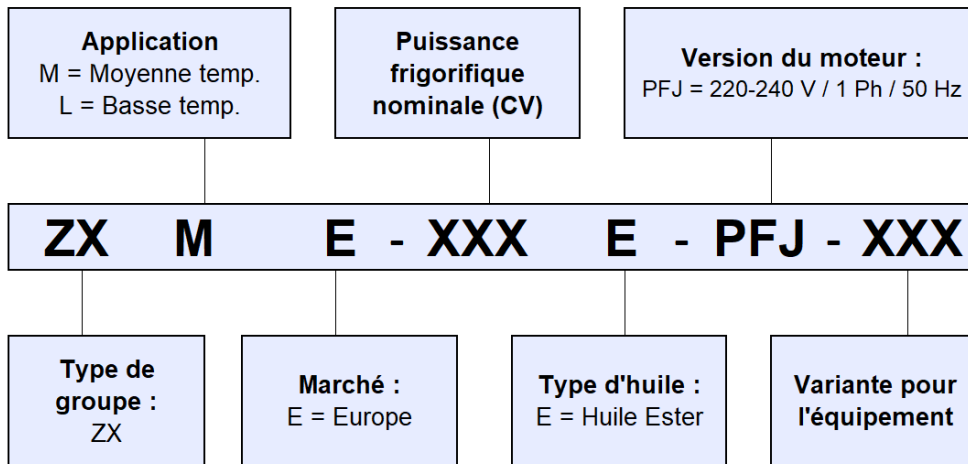 Application
M = Moyenne temp.
L = Basse temp.
Puissance
frigorifique
nominale (CV)
Version du moteur :
PFJ = 220-240 V / 1 Ph / 50 Hz
ZX M E - XXX E - PFJ - XXX
Type de
groupe :
ZX
Marché :
E = Europe
Type d'huile :
E = Huile Ester
Variante pour
l'équipement